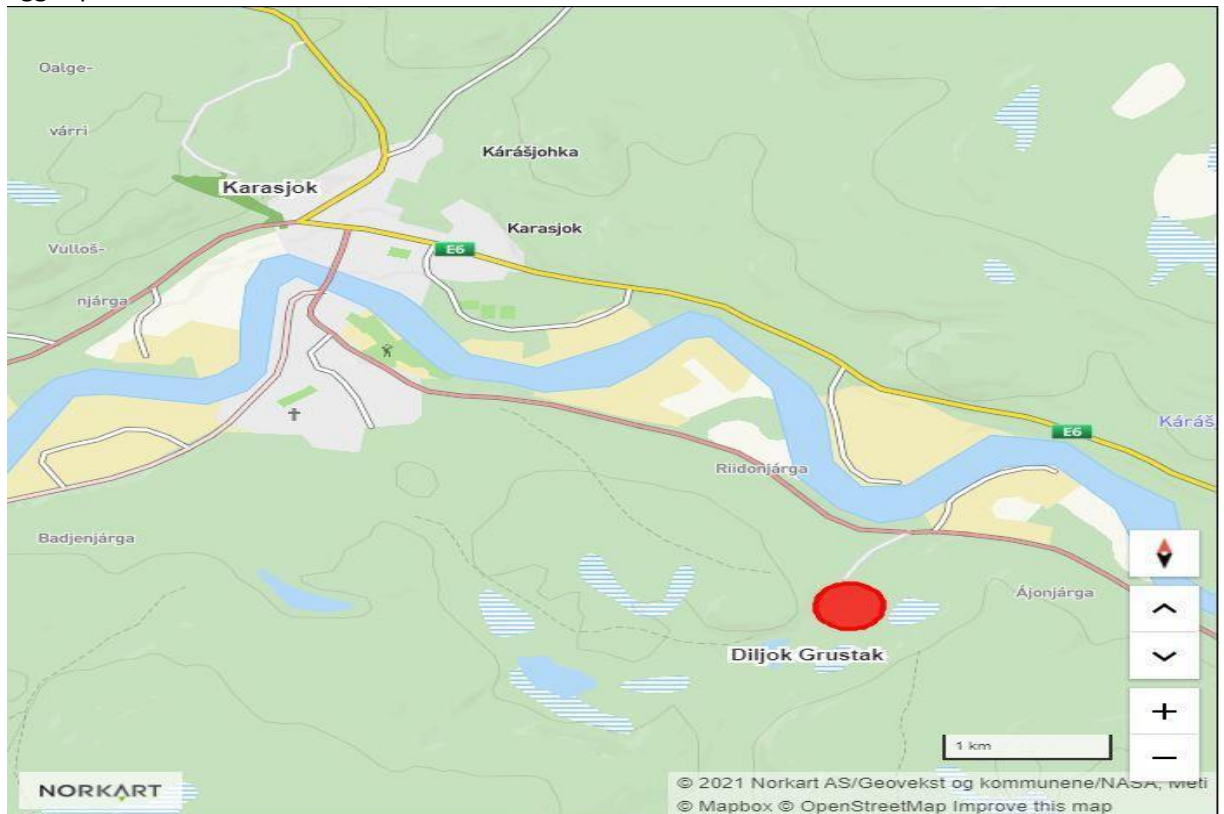 Oalge-
várri
Kárášjohka
Karasjok
Karasjok
Vulloš-
E6
njárga
Káráš
E6
Riidonjárga
Badjenjárga
Ájonjárga
Diljok Grustak
1 km
NORKART
© 2021 Norkart AS/Geovekst og kommunene/NASA, Meti
© Mapbox © OpenStreetMap Improve this map